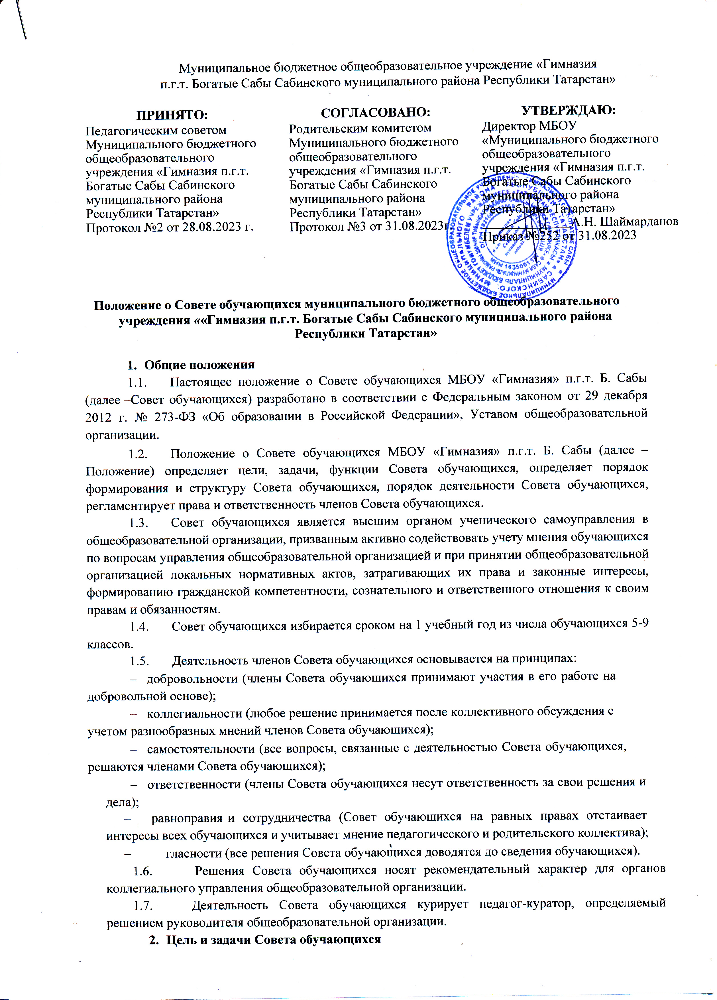 Муниципальное бюджетное общеобразовательное учреждение «Гимназия
п.г.т. Богатые Сабы Сабинского муниципального района Республики Татарстан»
ПРИНЯТО:
Педагогическим советом
Муниципального бюджетного
общеобразовательного
учреждения «Гимназия п.г.т.
Богатые Сабы Сабинского
муниципального района
Республики Татарстан»
Протокол №2 от 28.08.2023 г.
СОГЛАСОВАНО:
Родительским комитетом
Муниципального бюджетного
общеобразовательного
учреждения «Гимназия п.г.т.
Богатые Сабы Сабинского
муниципального района
Республики Татарстан»
Протокол №3 от 31.08.2023г
УТВЕРЖДАЮ:
Директор МБОУ
«Муниципального бюджетного
общеобразовательного
учреждения «Гимназия п.г.т.
Богатые Сабы Сабинского
муниципального района
Республики Татарстан»
А.Н. Шаймарданов
Приказ №252 от 31.08.2023
Положение о Совете обучающихся муниципального бюджетного общеобразовательного
учреждения ««Гимназия п.г.т. Богатые Сабы Сабинского муниципального района
Республики Татарстан»
1. Общие положения
1.1. Настоящее положение о Совете обучающихся МБОУ «Гимназия» п.г.т. Б. Сабы
(далее –Совет обучающихся) разработано в соответствии с Федеральным законом от 29 декабря
2012 г. № 273-ФЗ «Об образовании в Российской Федерации», Уставом общеобразовательной
организации.
1.2. Положение о Совете обучающихся МБОУ «Гимназия» п.г.т. Б. Сабы (далее –
Положение) определяет цели, задачи, функции Совета обучающихся, определяет порядок
формирования и структуру Совета обучающихся, порядок деятельности Совета обучающихся,
регламентирует права и ответственность членов Совета обучающихся.
1.3. Совет обучающихся является высшим органом ученического самоуправления в
общеобразовательной организации, призванным активно содействовать учету мнения обучающихся
по вопросам управления общеобразовательной организацией и при принятии общеобразовательной
организацией локальных нормативных актов, затрагивающих их права и законные интересы,
формированию гражданской компетентности, сознательного и ответственного отношения к своим
правам и обязанностям.
1.4. Совет обучающихся избирается сроком на 1 учебный год из числа обучающихся 5-9
классов.
1.5. Деятельность членов Совета обучающихся основывается на принципах:
– добровольности (члены Совета обучающихся принимают участия в его работе на
добровольной основе);
– коллегиальности (любое решение принимается после коллективного обсуждения с
учетом разнообразных мнений членов Совета обучающихся);
– самостоятельности (все вопросы, связанные с деятельностью Совета обучающихся,
решаются членами Совета обучающихся);
– ответственности (члены Совета обучающихся несут ответственность за свои решения и
дела);
– равноправия и сотрудничества (Совет обучающихся на равных правах отстаивает
интересы всех обучающихся и учитывает мнение педагогического и родительского коллектива);
– гласности (все решения Совета обучающихся доводятся до сведения обучающихся).
1.6. Решения Совета обучающихся носят рекомендательный характер для органов
коллегиального управления общеобразовательной организации.
1.7. Деятельность Совета обучающихся курирует педагог-куратор, определяемый
решением руководителя общеобразовательной организации.
2. Цель и задачи Совета обучающихся